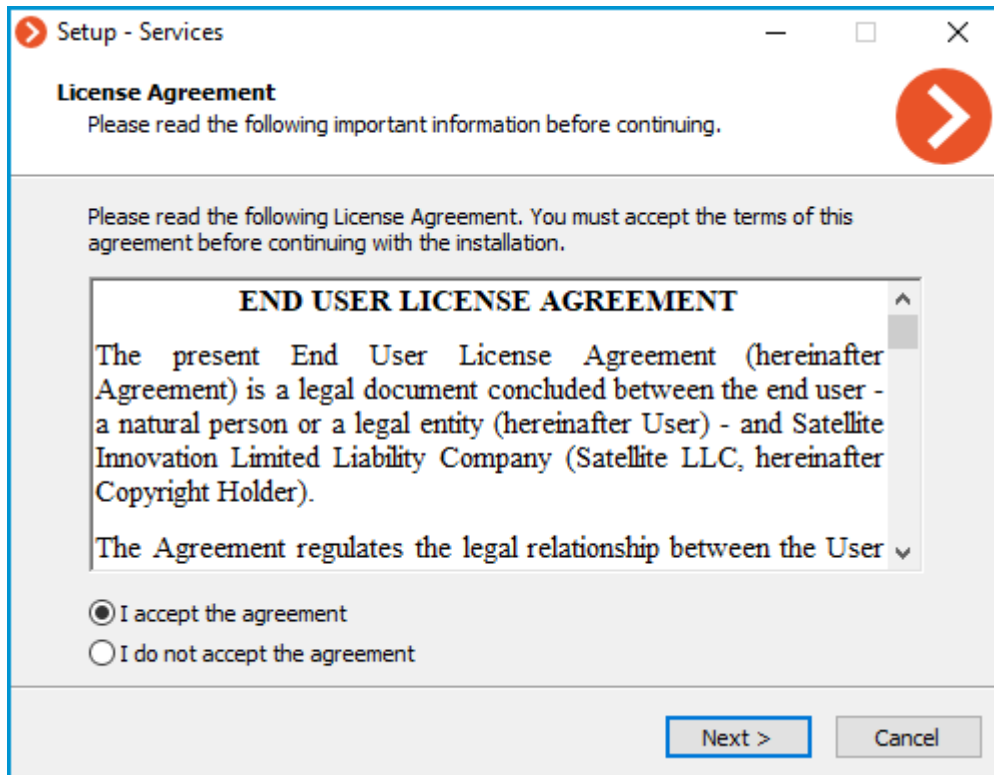 Setup - Services
License Agreement
Please read the following important information before continuing.
Please read the following License Agreement. You must accept the terms of this
agreement before continuing with the installation.
END USER LICENSE AGREEMENT
The present End User License Agreement (hereinafter
Agreement) is a legal document concluded between the end user -
a natural person or a legal entity (hereinafter User) - and Satellite
Innovation Limited Liability Company (Satellite LLC, hereinafter
Copyright Holder).
The Agreement regulates the legal relationship between the User
I accept the agreement
I do not accept the agreement
Next >
Cancel